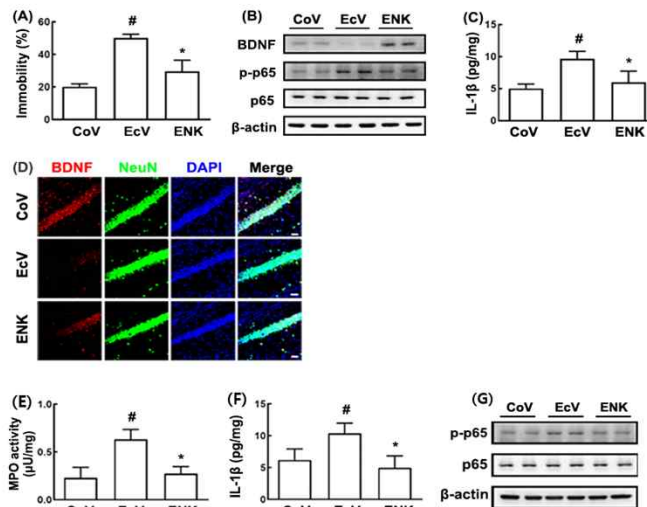 (A)
Immobility (%)
60
40
20
0
#
*
CoV EcV ENK
(B)
CoV EcV ENK
BDNF
p-p65
p65
β-actin
(C)
IL-1β (pg/mg)
15
10
5
0
#
*
CoV EcV ENK
(D)
BDNF NeuN DAPI Merge
CoV
EcV
ENK
(E)
MPO activity
(µU/mg)
1.0
0.5
0.0
#
*
(F)
IL-1β (pg/mg)
15
10
5
0
#
*
(G)
CoV EcV ENK
p-p65
p65
β-actin